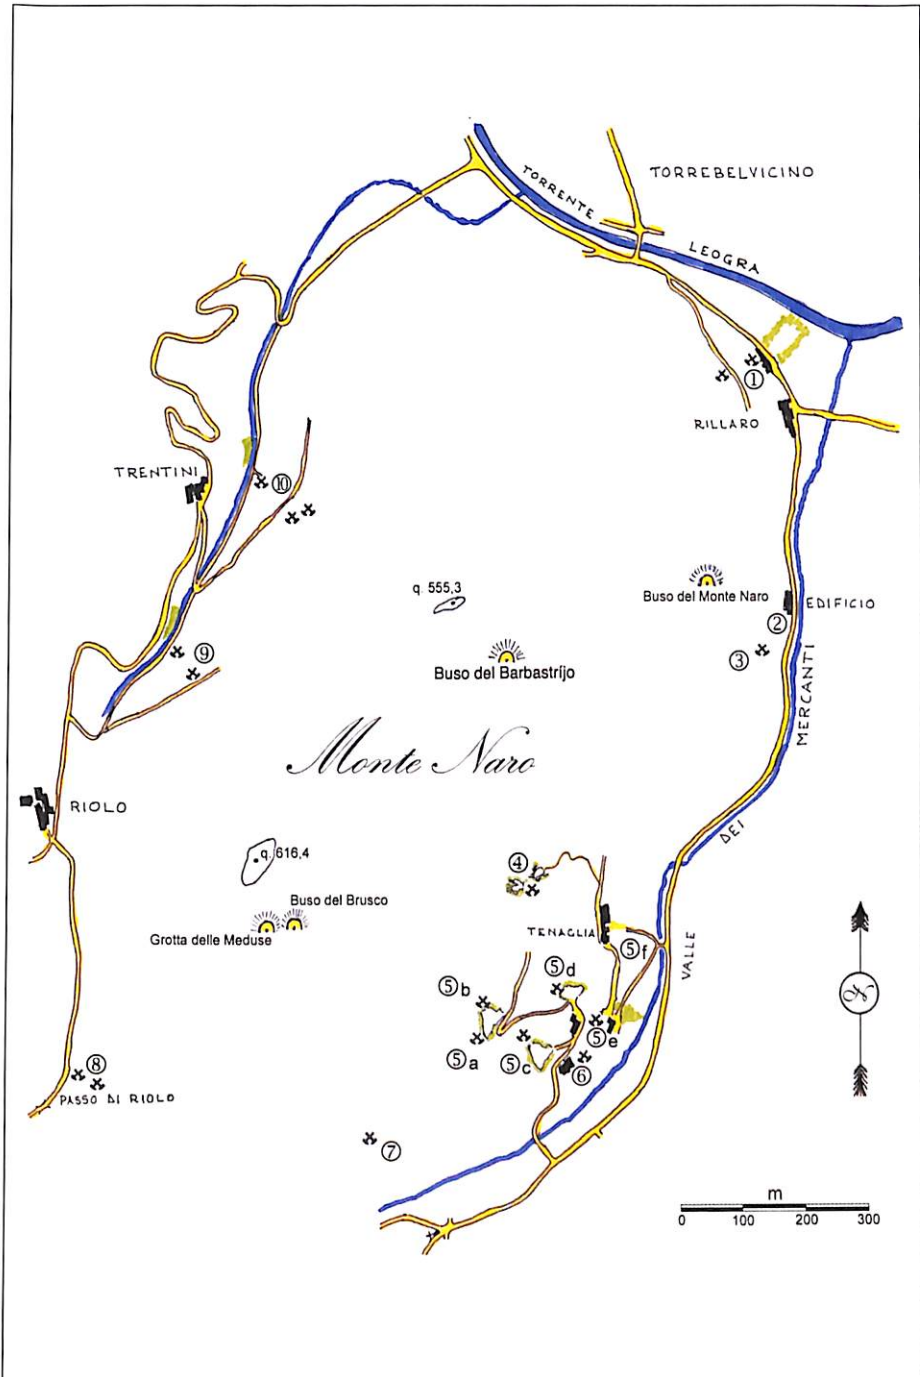 TORREBELVICINO
TORRENTE
LEOGRA
①
RILLARO
TRENTINI
⑩
q. 555,3
Buso del Monte Naro
EDIFICIO
②
③
⑨
Buso del Barbastrijo
MERCANTI
Monte Naro
RIOLO
DEI
q. 616,4
④
Buso del Brusco
Grotta delle Meduse
TENAGLIA
⑤f
VALLE
⑤d
⑤b
⑤a
⑤c
⑤e
⑥
⑧
PASSO DI RIOLO
⑦
m
0 100 200 300